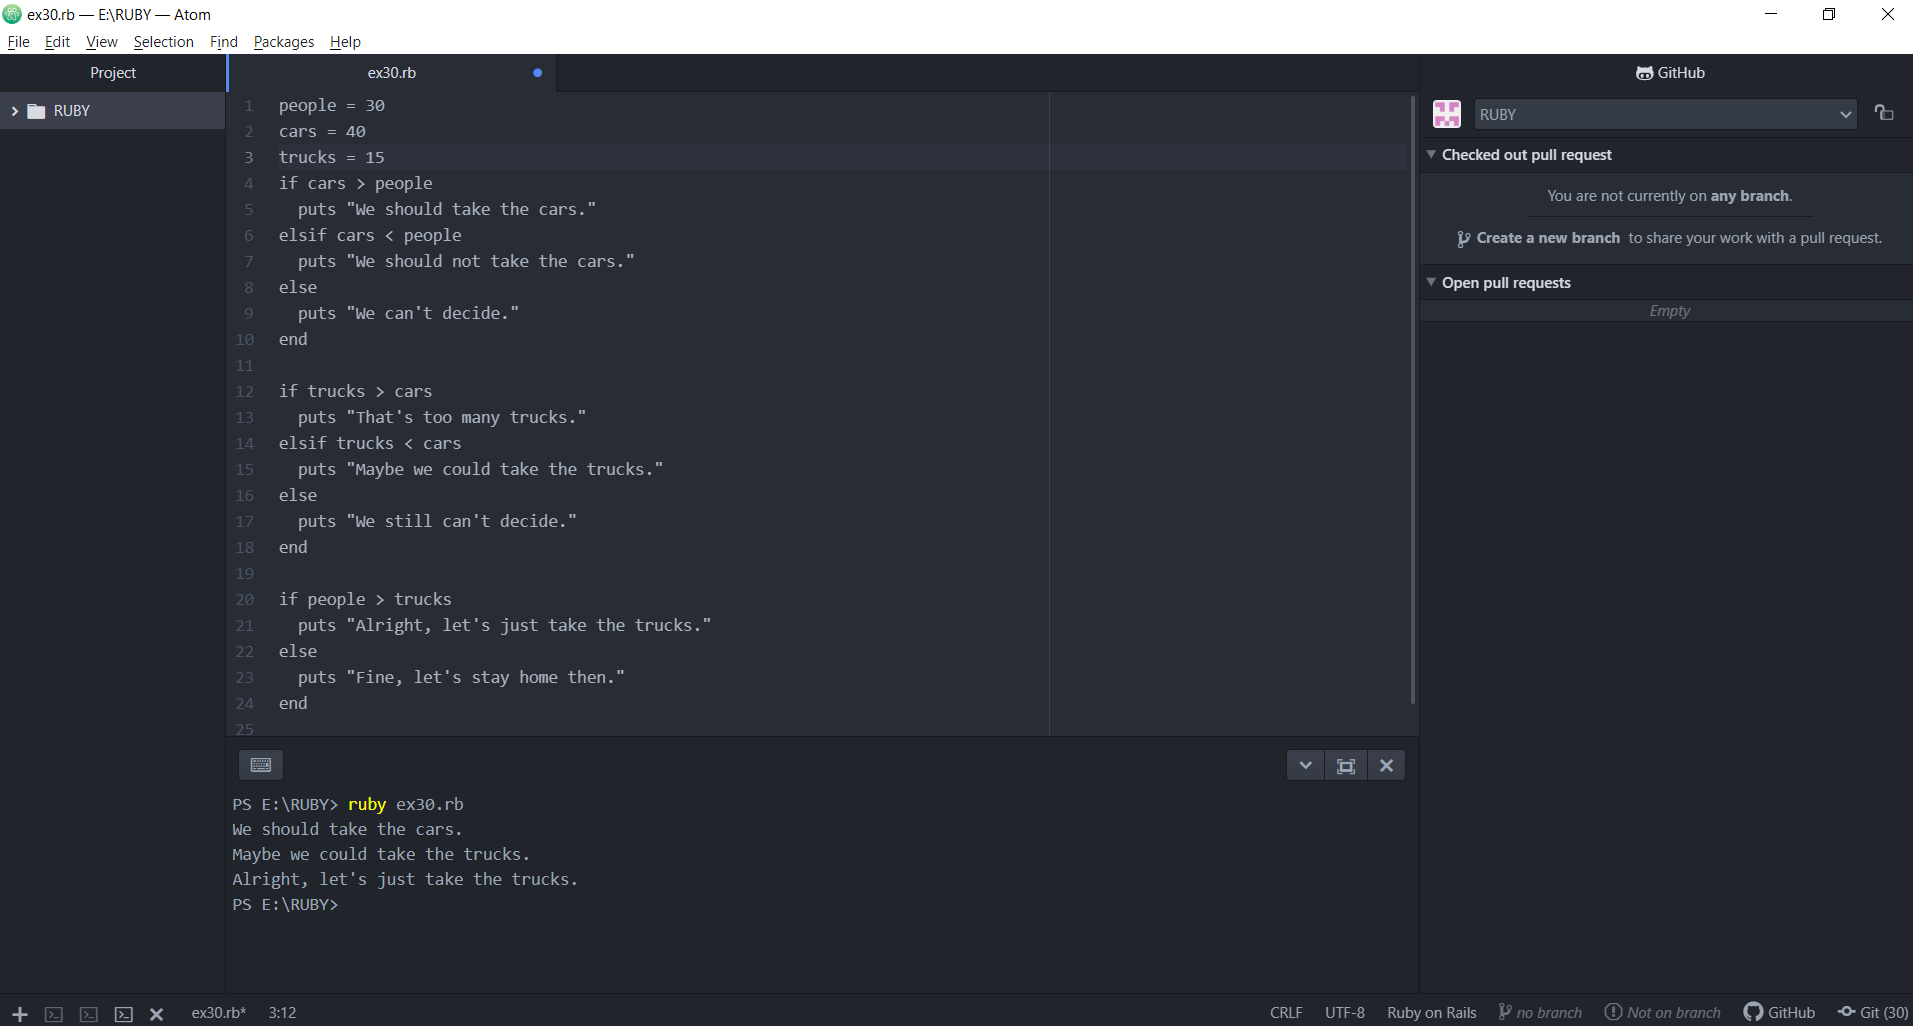 ex30.rb — E:\RUBY — Atom
File Edit View Selection Find Packages Help
Project
RUBY
ex30.rb
1 people = 30
2 cars = 40
3 trucks = 15
4 if cars > people
5   puts "We should take the cars."
6 elsif cars < people
7   puts "We should not take the cars."
8 else
9   puts "We can't decide."
10 end
11
12 if trucks > cars
13   puts "That's too many trucks."
14 elsif trucks < cars
15   puts "Maybe we could take the trucks."
16 else
17   puts "We still can't decide."
18 end
19
20 if people > trucks
21   puts "Alright, let's just take the trucks."
22 else
23   puts "Fine, let's stay home then."
24 end
25
PS E:\RUBY> ruby ex30.rb
We should take the cars.
Maybe we could take the trucks.
Alright, let's just take the trucks.
PS E:\RUBY>
GitHub
RUBY
Checked out pull request
You are not currently on any branch.
Create a new branch to share your work with a pull request.
Open pull requests
Empty
ex30.rb* 3:12 CRLF UTF-8 Ruby on Rails no branch Not on branch GitHub Git (30)